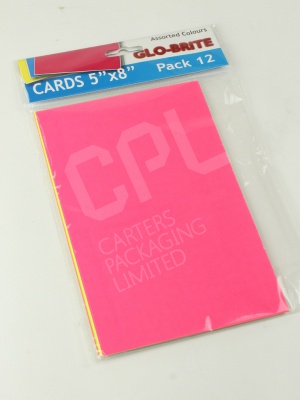 Assorted Colours
GLO-BRITE
CARDS 5"x8" Pack 12
CPL
CARTERS
PACKAGING
LIMITED